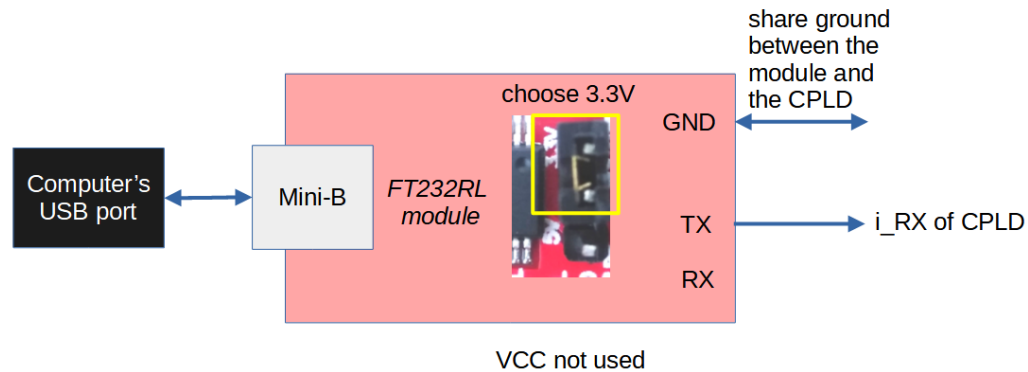 share ground
between the
module and
the CPLD
choose 3.3V
GND
Computer’s
USB port
Mini-B
FT232RL
module
TX
i_RX of CPLD
RX
VCC not used